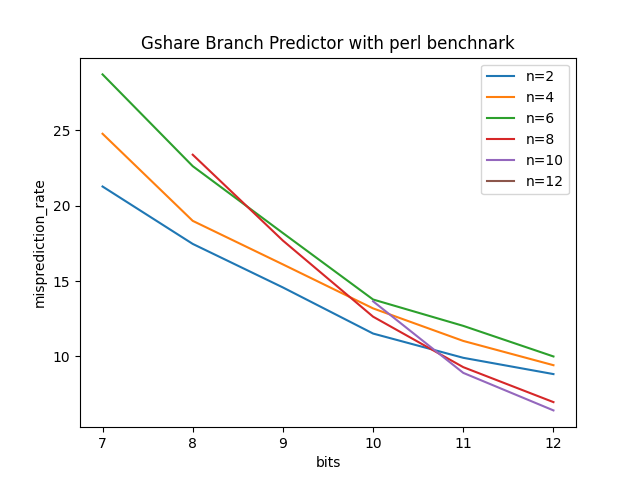 Gshare Branch Predictor with perl benchnark
n=2
n=4
n=6
n=8
n=10
n=12
misprediction_rate
25
20
15
10
7 8 9 10 11 12
bits